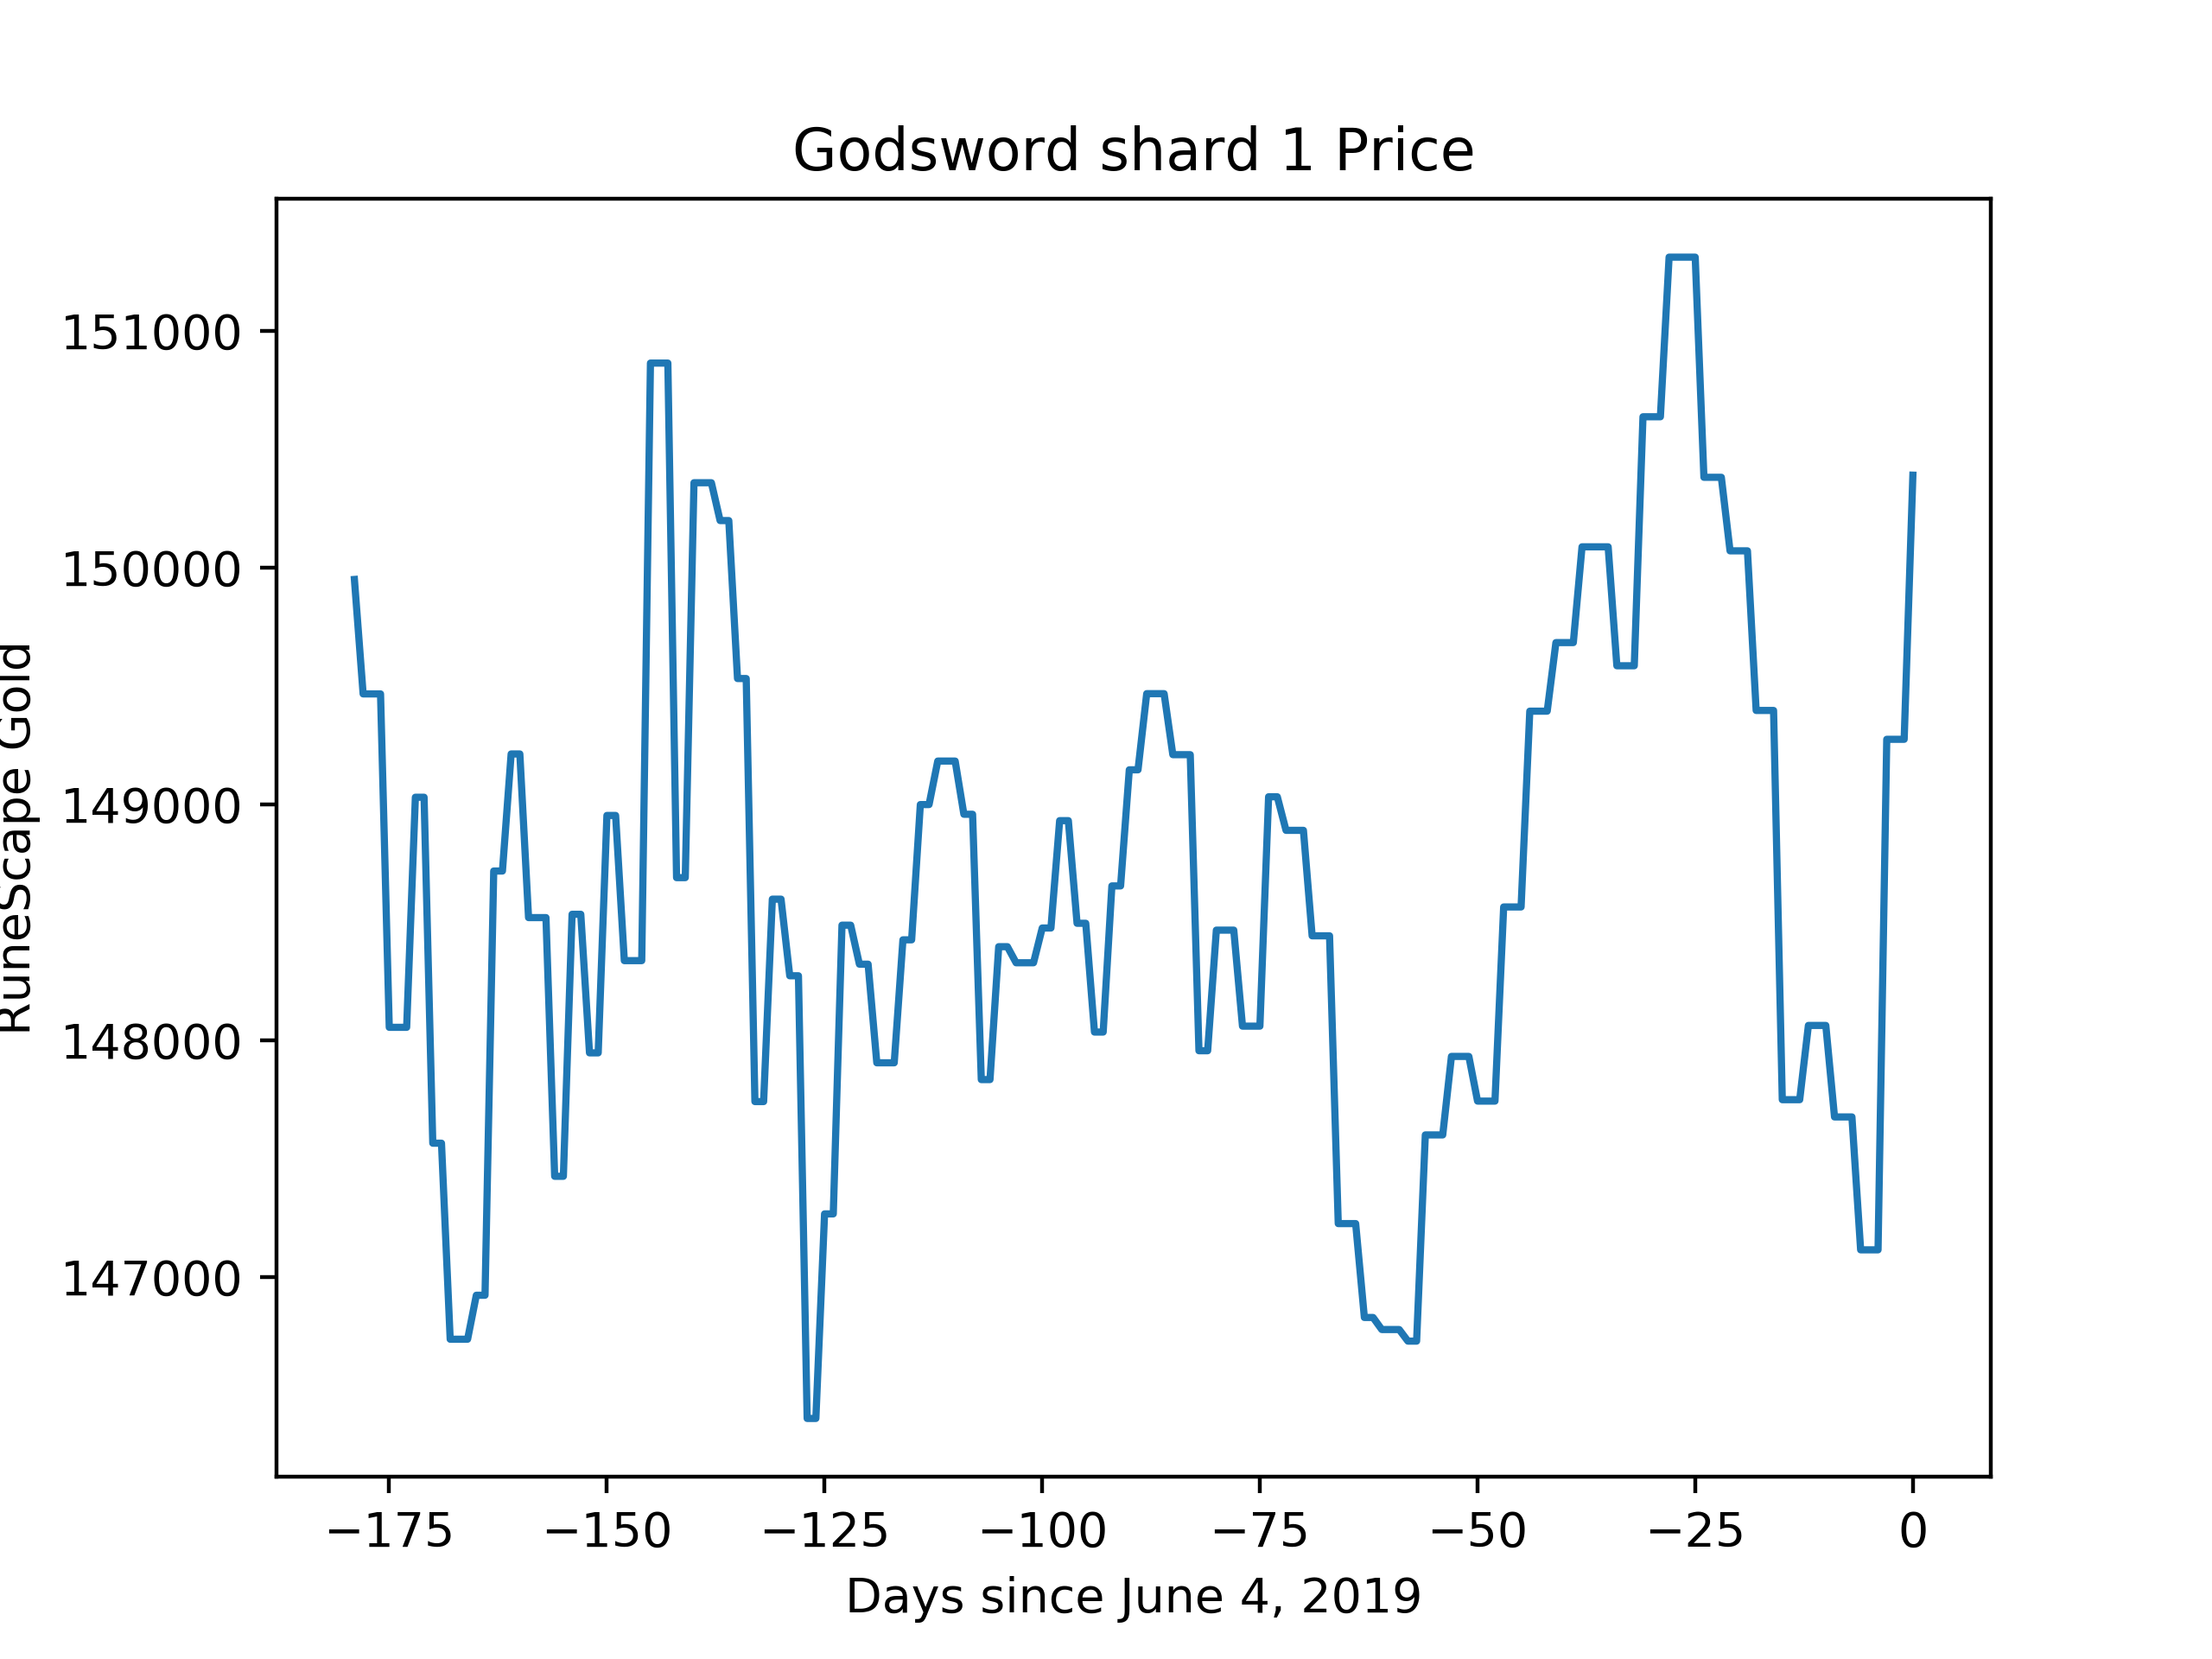 Godsword shard 1 Price
151000
150000
149000
148000
147000
RuneScape Gold
−175 −150 −125 −100 −75 −50 −25 0
Days since June 4, 2019